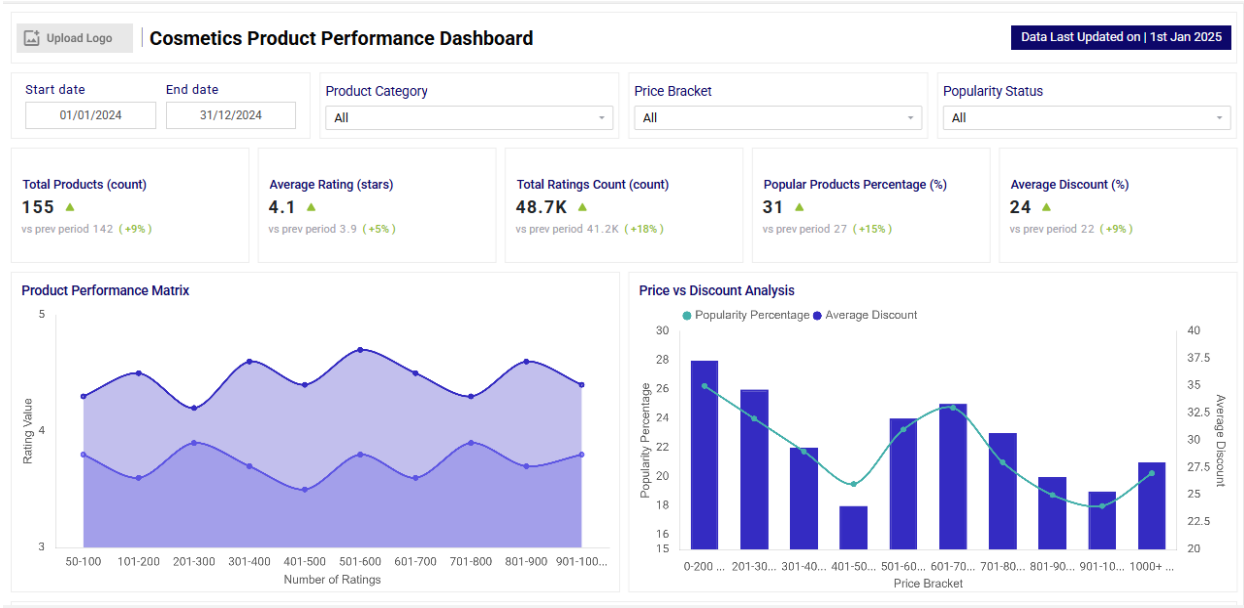 Upload Logo
Cosmetics Product Performance Dashboard
Data Last Updated on | 1st Jan 2025
Start date
End date
01/01/2024
31/12/2024
Product Category
All
Price Bracket
All
Popularity Status
All
Total Products (count)
155
vs prev period 142 (+9%)
Average Rating (stars)
4.1
vs prev period 3.9 (+5%)
Total Ratings Count (count)
48.7K
vs prev period 41.2K (+18%)
Popular Products Percentage (%)
31
vs prev period 27 (+15%)
Average Discount (%)
24
vs prev period 22 (+9%)
Product Performance Matrix
5
4
3
Rating Value
50-100 101-200 201-300 301-400 401-500 501-600 601-700 701-800 801-900 901-100...
Number of Ratings
Price vs Discount Analysis
Popularity Percentage Average Discount
30
28
26
24
22
20
18
16
15
Popularity Percentage
40
37.5
35
32.5
30
27.5
25
22.5
20
Average Discount
0-200 ... 201-30... 301-40... 401-50... 501-60... 601-70... 701-80... 801-90... 901-10... 1000+ ...
Price Bracket